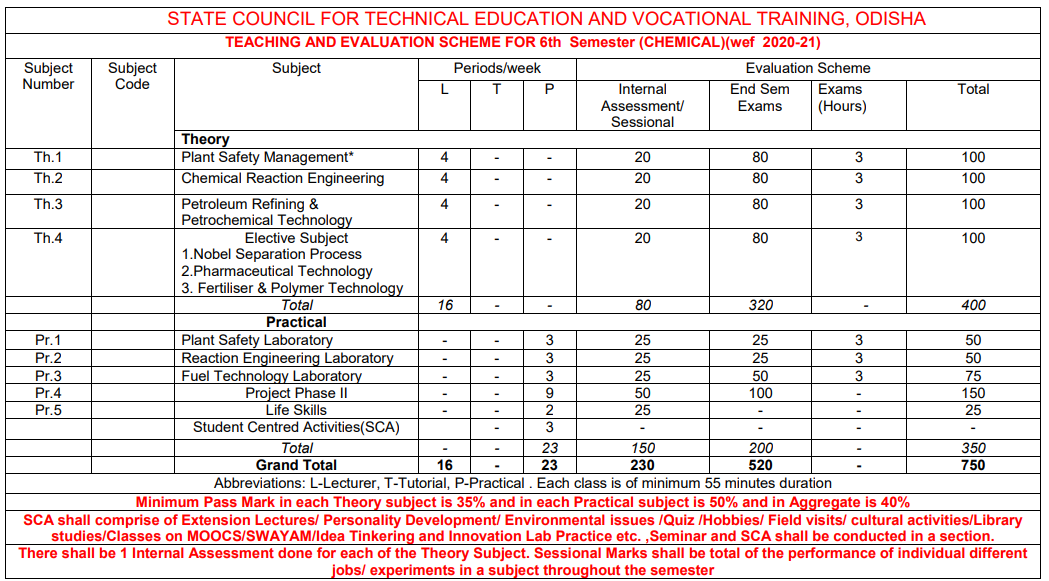 STATE COUNCIL FOR TECHNICAL EDUCATION AND VOCATIONAL TRAINING, ODISHA
TEACHING AND EVALUATION SCHEME FOR 6th Semester (CHEMICAL)(wef 2020-21)
Subject Number Subject Code Subject Periods/week Evaluation Scheme
L T P Internal Assessment/ Sessional End Sem Exams Exams (Hours) Total
Theory
Th.1 Plant Safety Management* 4 - - 20 80 3 100
Th.2 Chemical Reaction Engineering 4 - - 20 80 3 100
Th.3 Petroleum Refining & 4 - - 20 80 3 100
Petrochemical Technology
Th.4 Elective Subject 4 - - 20 80 3 100
1.Nobel Separation Process
2.Pharmaceutical Technology
3. Fertiliser & Polymer Technology
Total 16 - - 80 320 - 400
Practical
Pr.1 Plant Safety Laboratory - - 3 25 25 3 50
Pr.2 Reaction Engineering Laboratory - - 3 25 25 3 50
Pr.3 Fuel Technology Laboratory - - 3 25 50 3 75
Pr.4 Project Phase II - - 9 50 100 - 150
Pr.5 Life Skills - - 2 25 - - 25
Student Centred Activities(SCA) 3 - - - -
Total - - 23 150 200 - 350
Grand Total 16 - 23 230 520 - 750
Abbreviations: L-Lecturer, T-Tutorial, P-Practical . Each class is of minimum 55 minutes duration
Minimum Pass Mark in each Theory subject is 35% and in each Practical subject is 50% and in Aggregate is 40%
SCA shall comprise of Extension Lectures/ Personality Development/ Environmental issues /Quiz /Hobbies/ Field visits/ cultural activities/Library
studies/Classes on MOOCS/SWAYAM/Idea Tinkering and Innovation Lab Practice etc. ,Seminar and SCA shall be conducted in a section.
There shall be 1 Internal Assessment done for each of the Theory Subject. Sessional Marks shall be total of the performance of individual different
jobs/ experiments in a subject throughout the semester